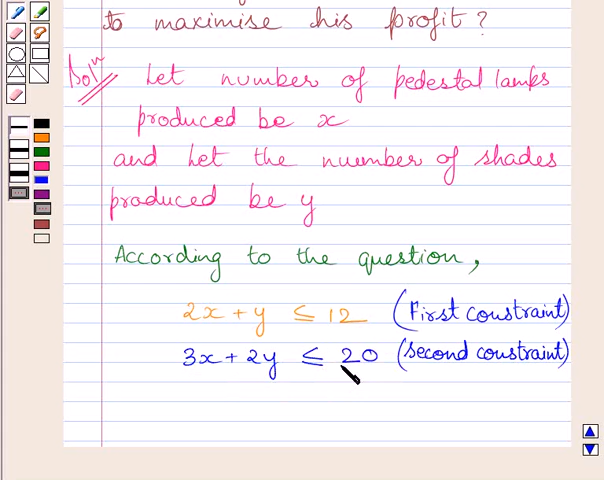 to maximise his profit?
Solⁿ Let number of pedestal lamps
produced be x
and let the number of shades
produced be y
According to the question,
2x + y ≤ 12 (First constraint)
3x + 2y ≤ 20 (second constraint)